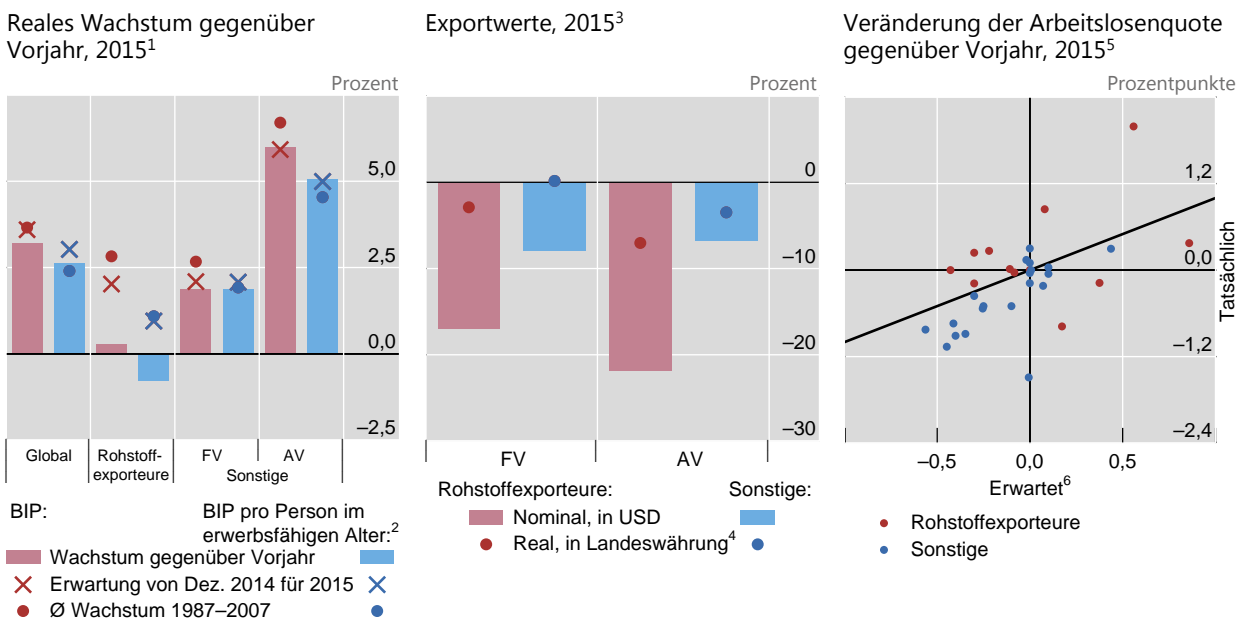 Reales Wachstum gegenüber
Vorjahr, 2015¹
Prozent
5,0
2,5
0,0
–2,5
Global
Rohstoff-
exporteure
FV
AV
Sonstige
BIP:
BIP pro Person im
erwerbsfähigen Alter:²
Wachstum gegenüber Vorjahr
Erwartung von Dez. 2014 für 2015
Ø Wachstum 1987–2007
Exportwerte, 2015³
Prozent
0
–10
–20
–30
FV
AV
Rohstoffexporteure:
Sonstige:
Nominal, in USD
Real, in Landeswährung⁴
Veränderung der Arbeitslosenquote
gegenüber Vorjahr, 2015⁵
Prozentpunkte
1,2
0,0
–1,2
–2,4
Tatsächlich
–0,5
0,0
0,5
Erwartet⁶
Rohstoffexporteure
Sonstige